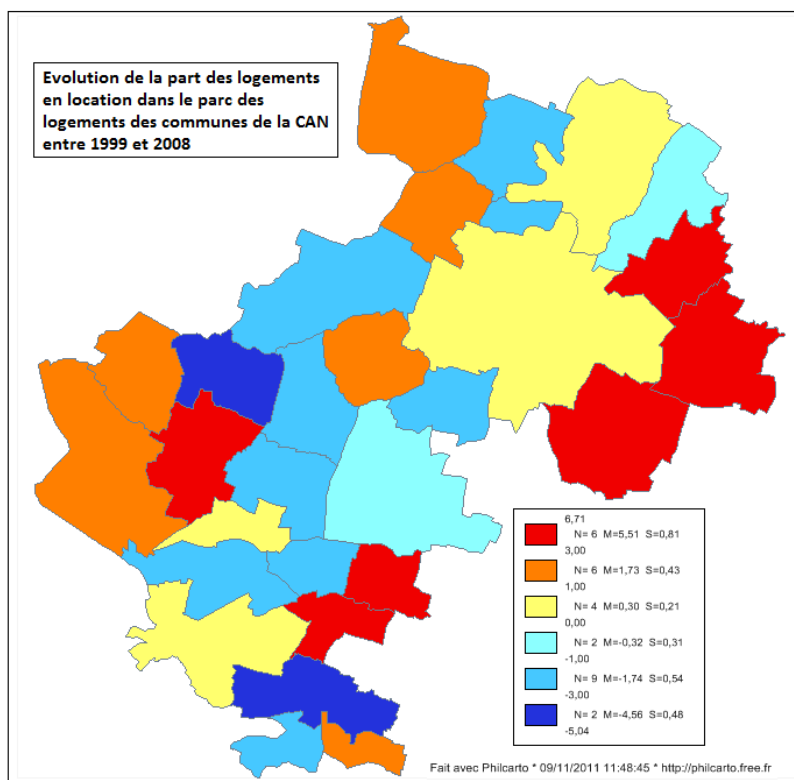 Evolution de la part des logements
en location dans le parc des
logements des communes de la CAN
entre 1999 et 2008
6,71
N= 6 M=5,51 S=0,81
3,00
N= 6 M=1,73 S=0,43
1,00
N= 4 M=0,30 S=0,21
0,00
N= 2 M=-0,32 S=0,31
-1,00
N= 9 M=-1,74 S=0,54
-3,00
N= 2 M=-4,56 S=0,48
-5,04
Fait avec Philcarto * 09/11/2011 11:48:45 * http://philcarto.free.fr